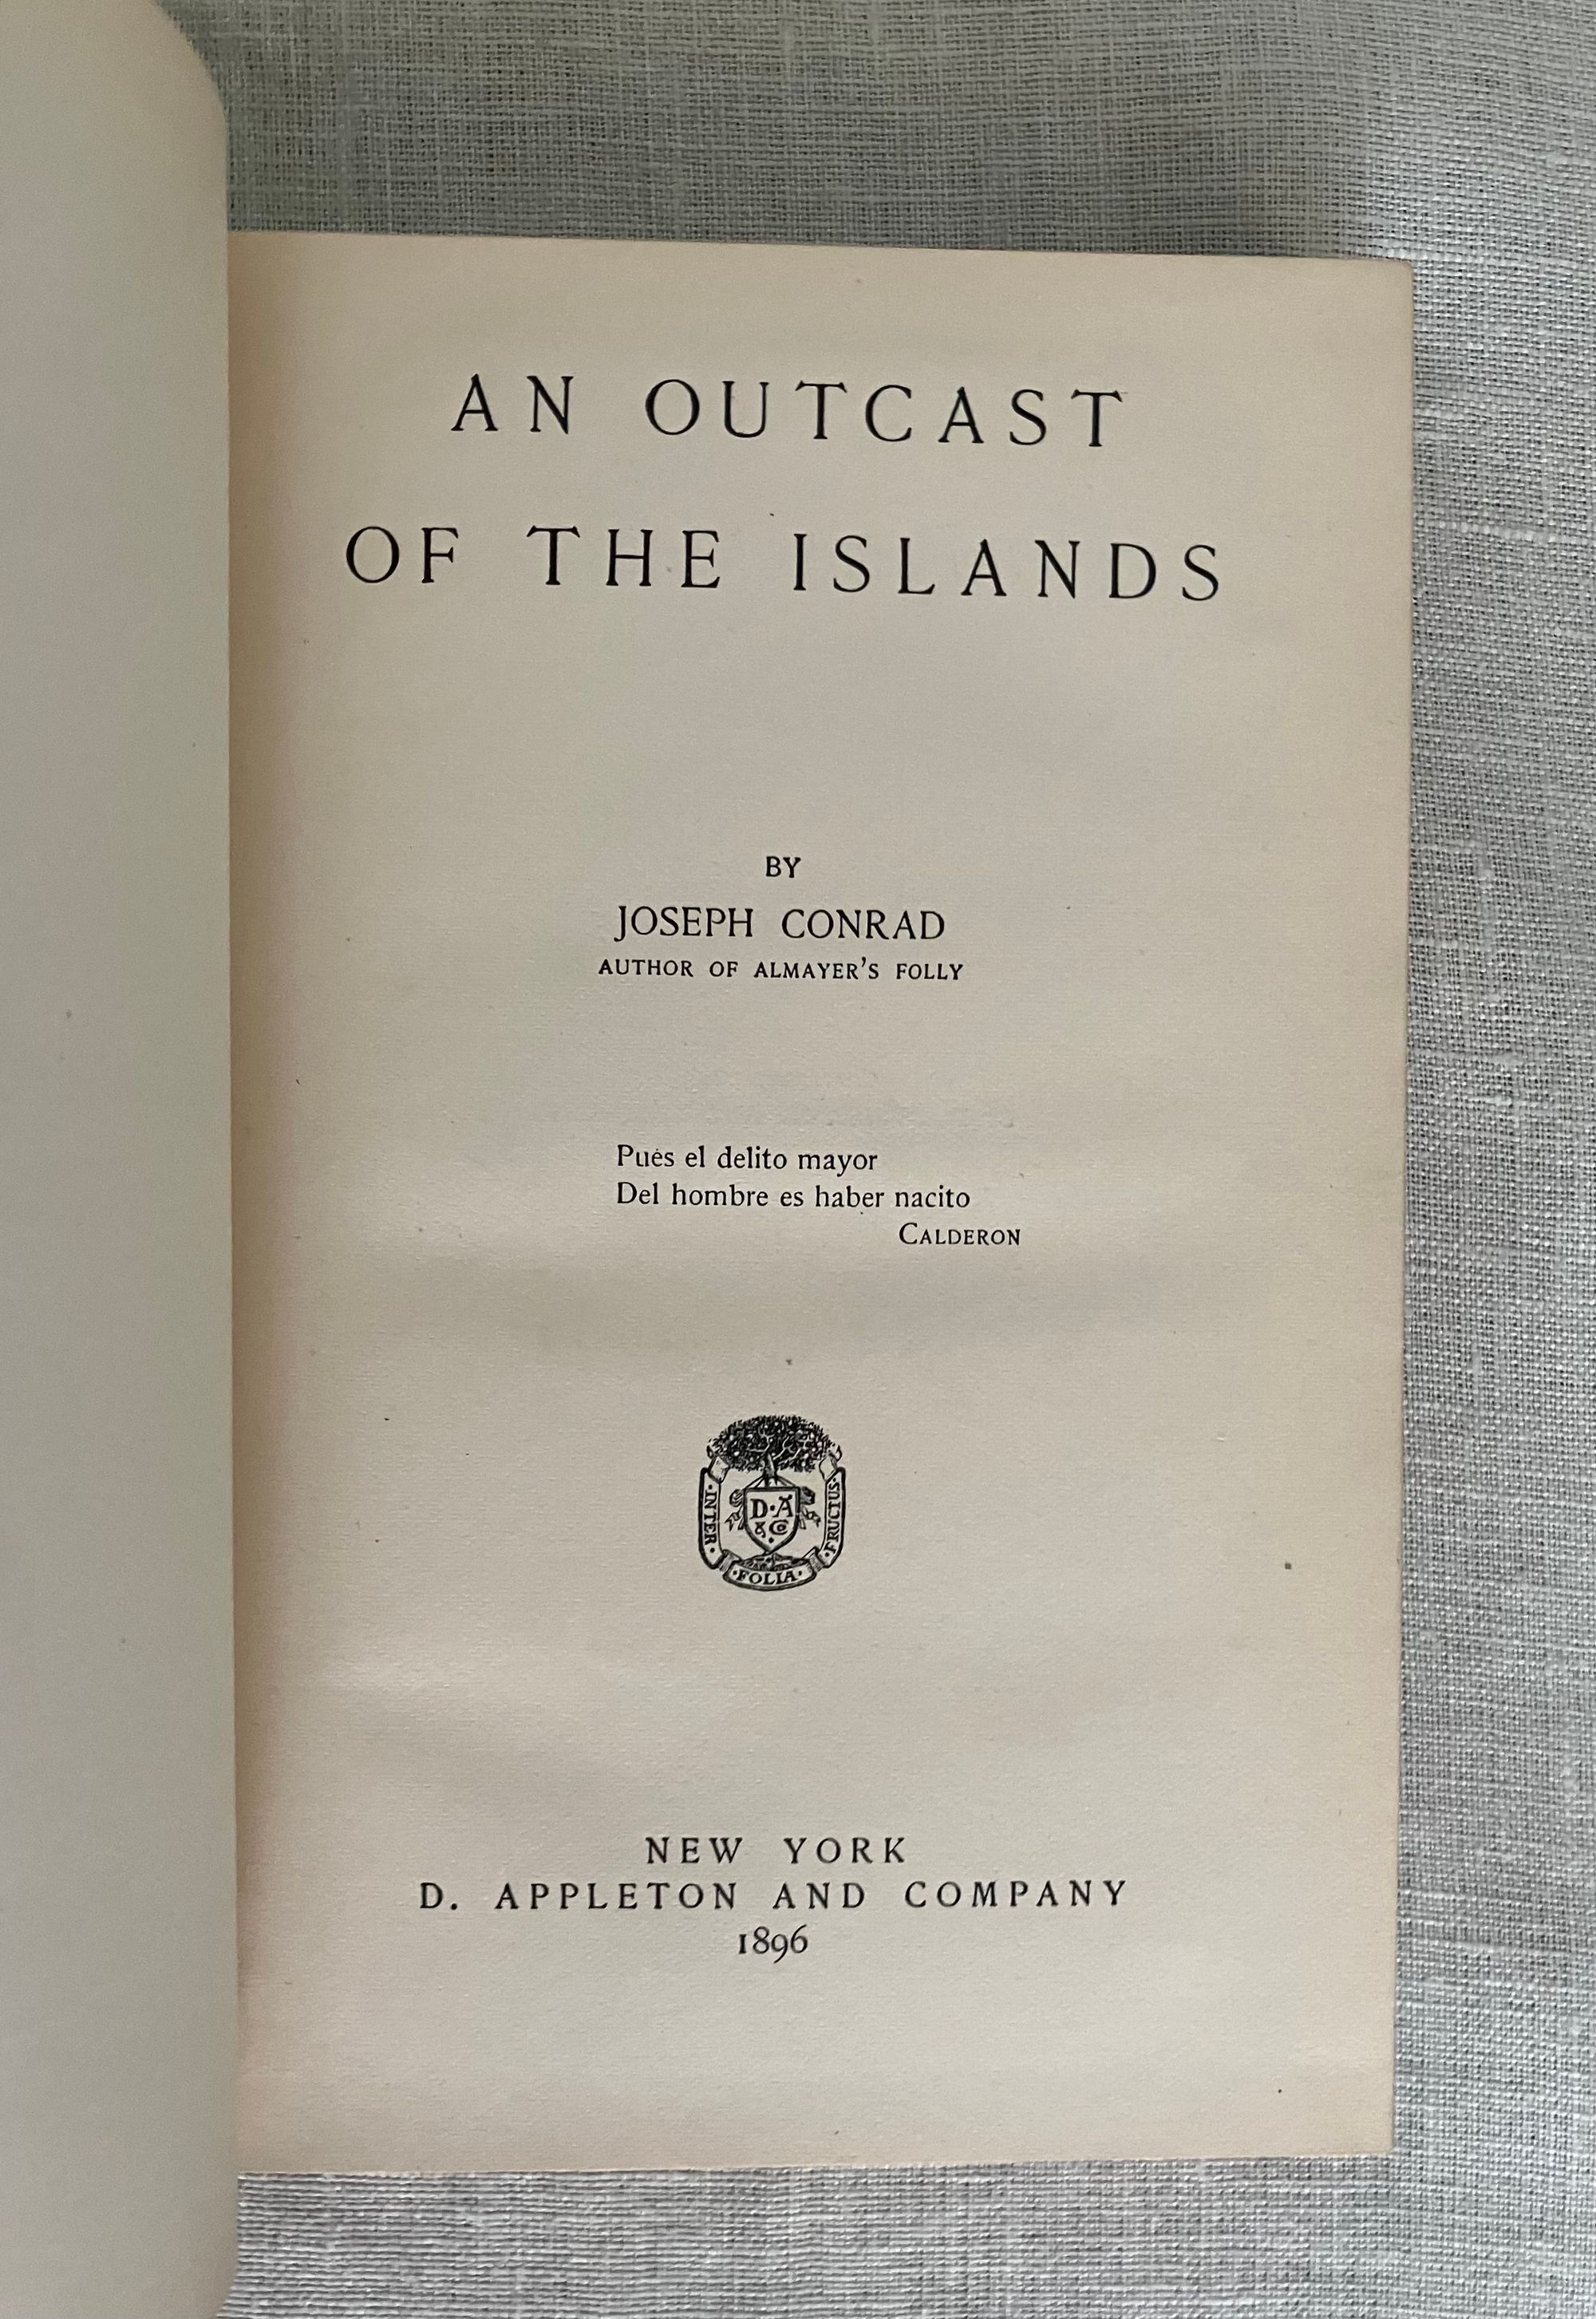 AN OUTCAST
OF THE ISLANDS
BY
JOSEPH CONRAD
AUTHOR OF ALMAYER'S FOLLY
Pués el delito mayor
Del hombre es haber nacito
CALDERON
·INTER·
D·A
& Co
·FRUCTUS·
·FOLIA·
NEW YORK
D. APPLETON AND COMPANY
1896